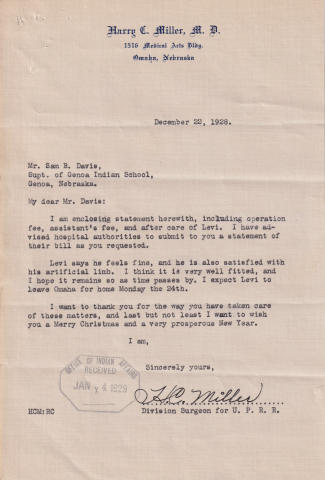 Harry C. Miller, M. D.
1516 Medical Arts Bldg.
Omaha, Nebraska
December 22, 1928.
Mr. Sam B. Davis,
Supt. of Genoa Indian School,
Genoa, Nebraska.
My dear Mr. Davis:
I am enclosing statement herewith, including operation
fee, assistant's fee, and after care of Levi. I have ad-
vised hospital authorities to submit to you a statement of
their bill as you requested.
Levi says he feels fine, and he is also satisfied with
his artificial limb. I think it is very well fitted, and
I hope it remains so as time passes by. I expect Levi to
leave Omaha for home Monday the 24th.
I want to thank you for the way you have taken care
of these matters, and last but not least I want to wish
you a Merry Christmas and a very prosperous New Year.
I am,
Sincerely yours,
OFFICE OF INDIAN AFFAIRS
RECEIVED
JAN 4 1929
H.C. Miller
HCM:RC
Division Surgeon for U. P. R. R.